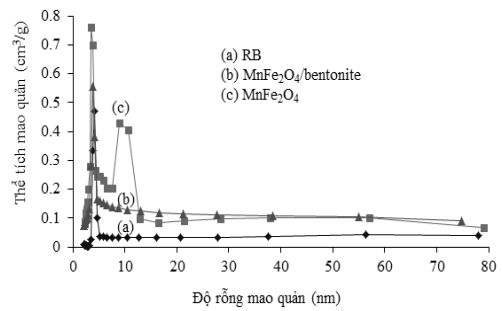 Thể tích mao quản (cm³/g)
0.9
0.8
0.7
0.6
0.5
0.4
0.3
0.2
0.1
0
(a) RB
(b) MnFe₂O₄/bentonite
(c) MnFe₂O₄
(c)
(b)
(a)
0 10 20 30 40 50 60 70 80
Độ rỗng mao quản (nm)